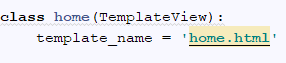 class home(TemplateView):
    template_name = 'home.html'